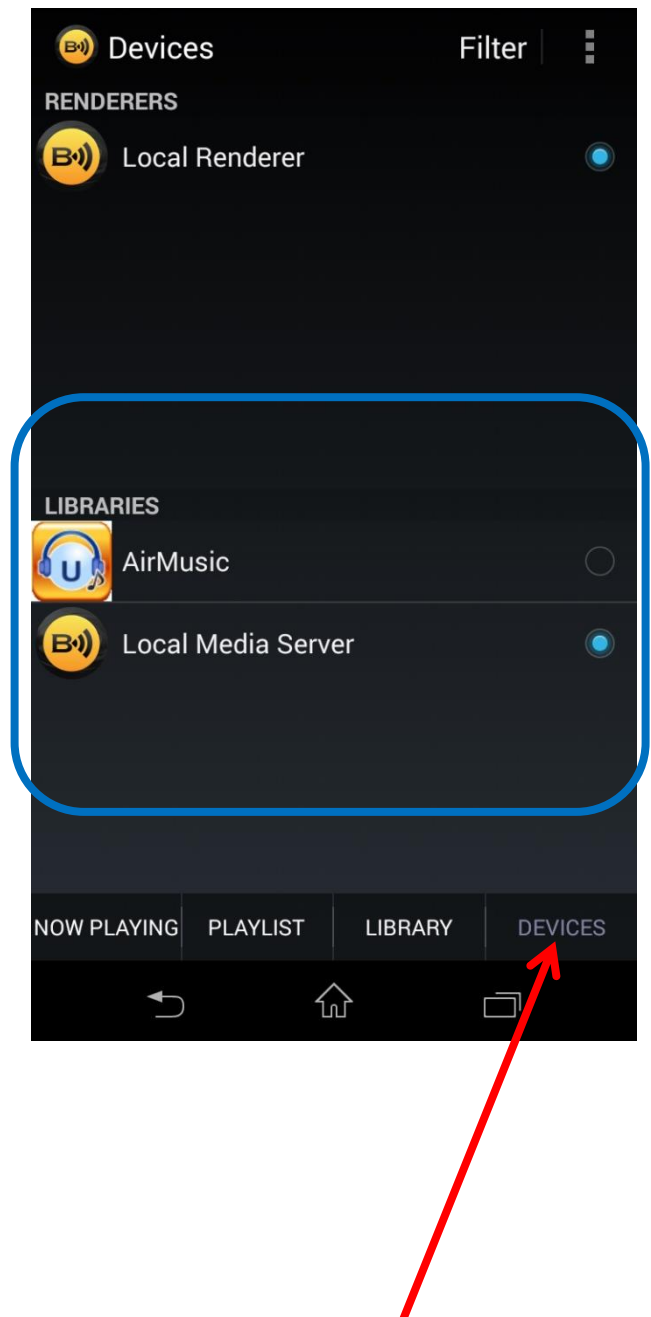 Devices Filter
RENDERERS
B Local Renderer
LIBRARIES
U AirMusic
B Local Media Server
NOW PLAYING PLAYLIST LIBRARY DEVICES